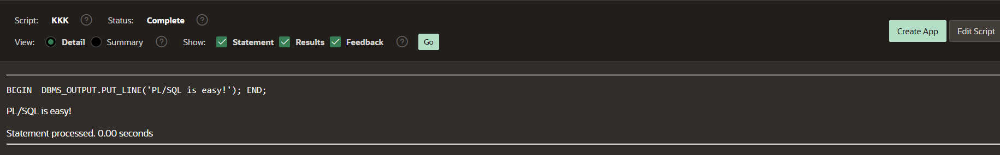 Script: KKK ? Status: Complete ?
Create App Edit Script
View: Detail Summary ? Show: Statement Results Feedback ? Go
BEGIN  DBMS_OUTPUT.PUT_LINE('PL/SQL is easy!'); END;
PL/SQL is easy!
Statement processed. 0.00 seconds